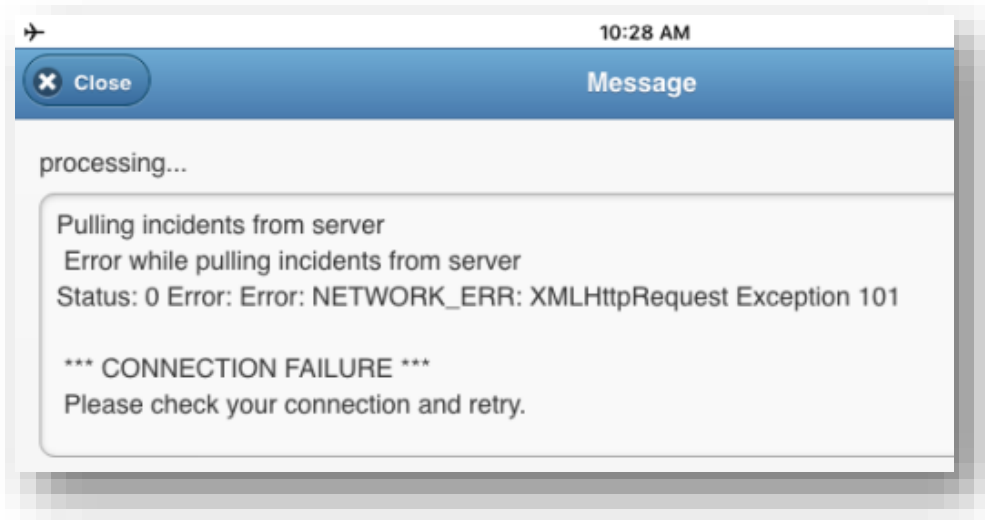 10:28 AM
Close
Message
processing...
Pulling incidents from server
Error while pulling incidents from server
Status: 0 Error: Error: NETWORK_ERR: XMLHttpRequest Exception 101
*** CONNECTION FAILURE ***
Please check your connection and retry.